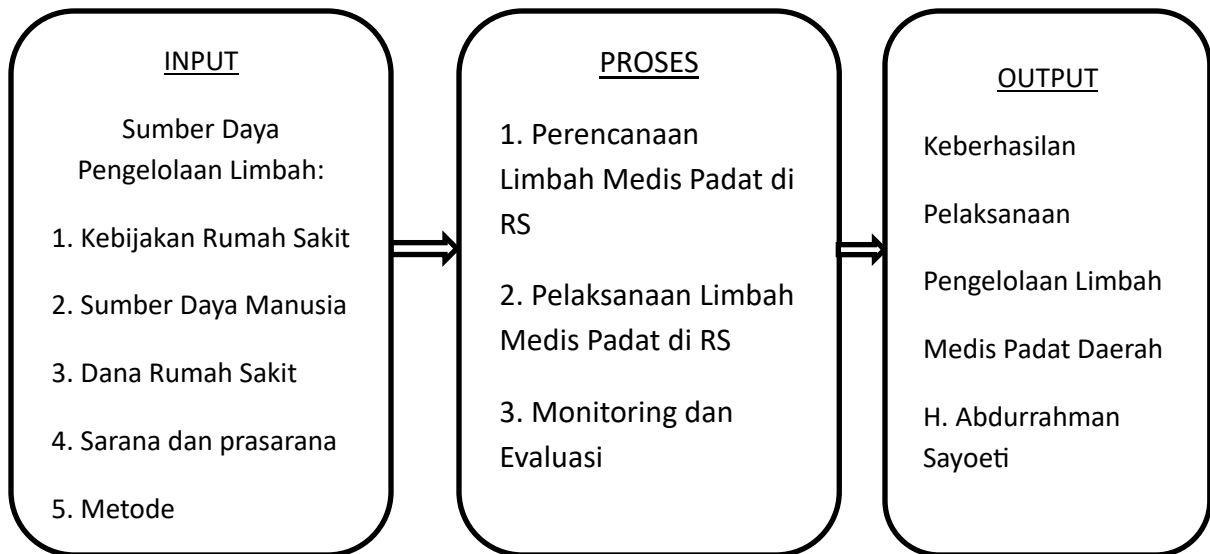 INPUT
Sumber Daya
Pengelolaan Limbah:
1. Kebijakan Rumah Sakit
2. Sumber Daya Manusia
3. Dana Rumah Sakit
4. Sarana dan prasarana
5. Metode
PROSES
1. Perencanaan
Limbah Medis Padat di
RS
2. Pelaksanaan Limbah
Medis Padat di RS
3. Monitoring dan
Evaluasi
OUTPUT
Keberhasilan
Pelaksanaan
Pengelolaan Limbah
Medis Padat Daerah
H. Abdurrahman
Sayoeti